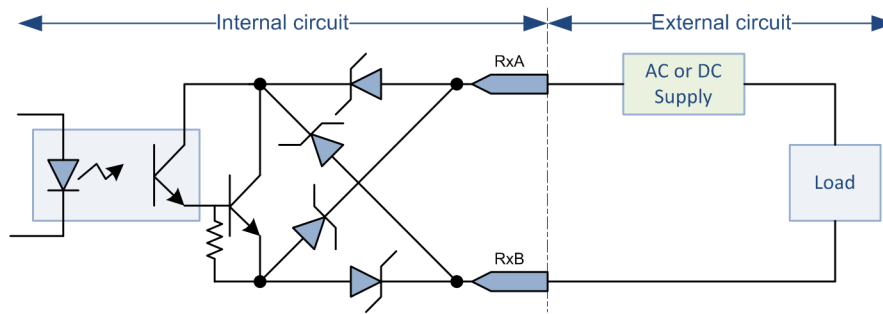 Internal circuit
External circuit
RxA
AC or DC
Supply
Load
RxB